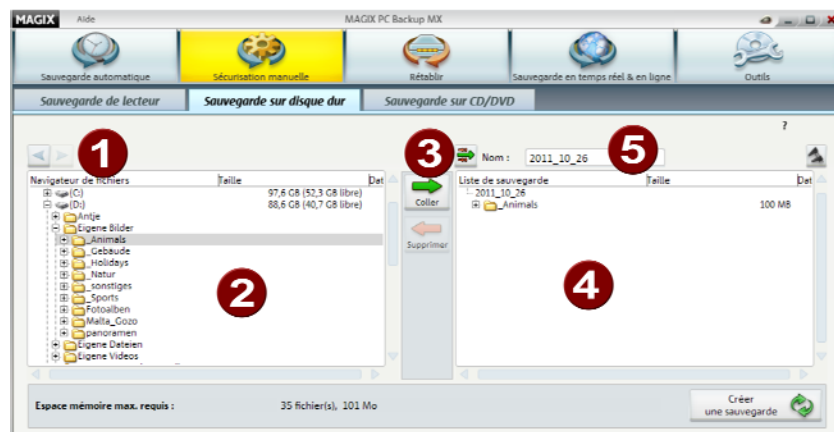 MAGIX Aide MAGIX PC Backup MX
Sauvegarde automatique Sécurisation manuelle Rétablir Sauvegarde en temps réel & en ligne Outils
Sauvegarde de lecteur Sauvegarde sur disque dur Sauvegarde sur CD/DVD
?
1 3 Nom : 2011_10_26 5
Navigateur de fichiers Taille Dat
(C:) 97,6 GB (52,3 GB libre)
(D:) 88,6 GB (40,7 GB libre)
Antje
Eigene Bilder
_Animals
_Gebäude
_Holidays
_Natur
_sonstiges
_Sports
Fotoalben
Malta_Gozo
panoramen
Eigene Dateien
Eigene Videos
2
Coller
Supprimer
Liste de sauvegarde Taille Dat
2011_10_26
_Animals 100 MB
4
Espace mémoire max. requis : 35 fichier(s), 101 Mo
Créer
une sauvegarde